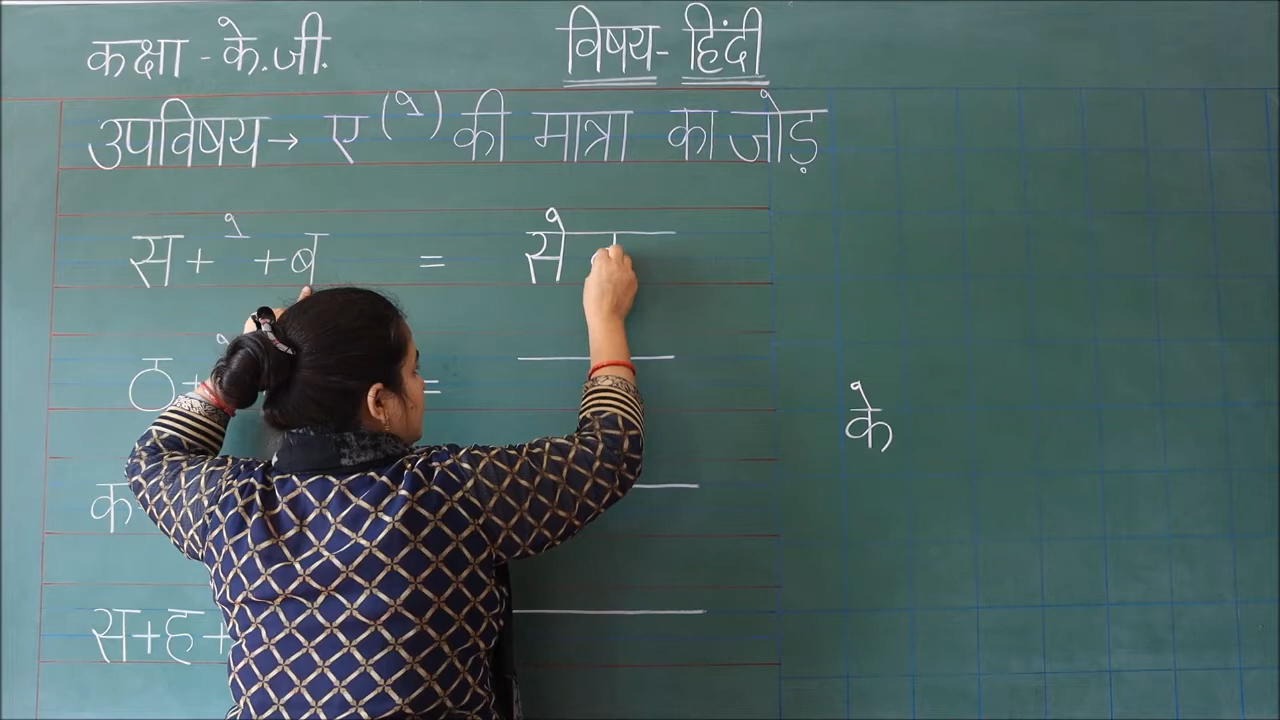 कक्षा - के.जी. विषय- हिंदी
उपविषय → ए ( े ) की मात्रा का जोड़
स + े + ब = से
ठ + =
क
के
स + ह +